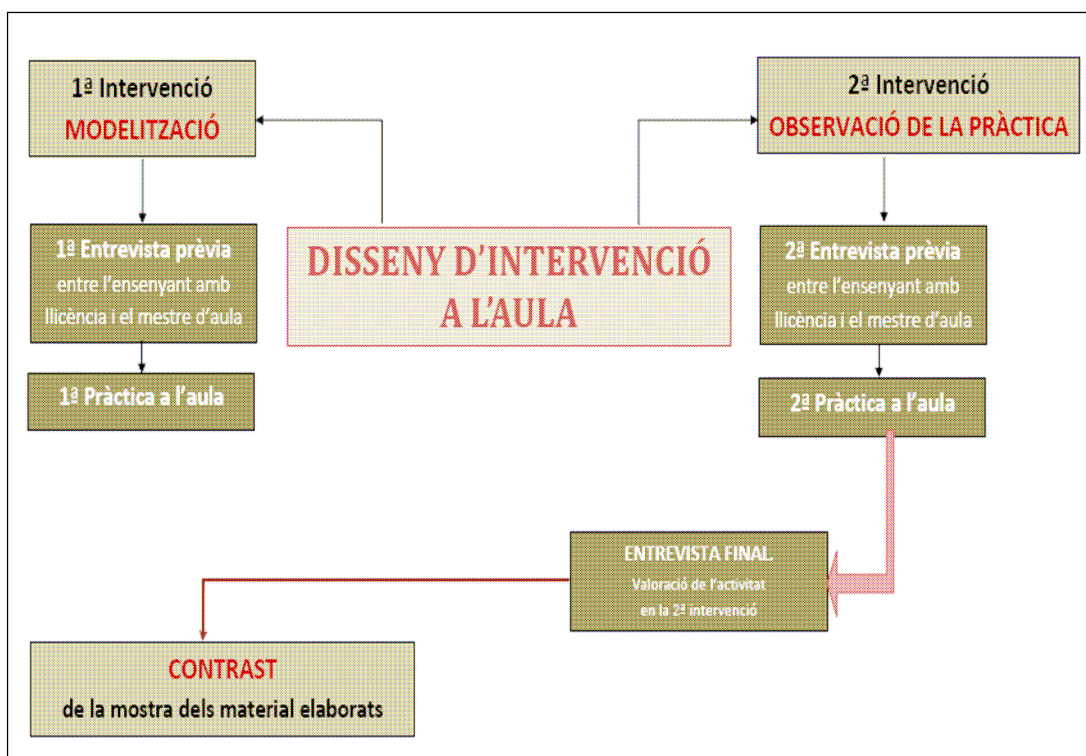 1ª Intervenció
MODELITZACIÓ
2ª Intervenció
OBSERVACIÓ DE LA PRÀCTICA
1ª Entrevista prèvia
entre l'ensenyant amb
llicència i el mestre d'aula
DISSENY D'INTERVENCIÓ
A L'AULA
2ª Entrevista prèvia
entre l'ensenyant amb
llicència i el mestre d'aula
1ª Pràctica a l'aula
2ª Pràctica a l'aula
ENTREVISTA FINAL.
Valoració de l'activitat
en la 2ª intervenció
CONTRAST
de la mostra dels material elaborats